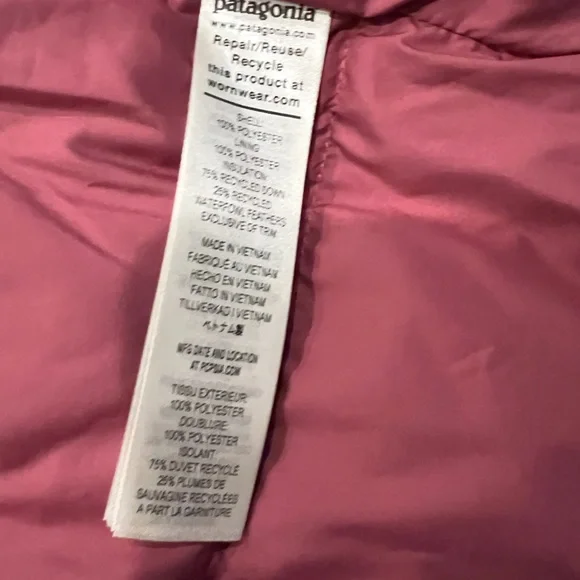 patagonia
www.patagonia.com
Repair/Reuse/
Recycle
this product at
wornwear.com
SHELL:
100% POLYESTER
LINING:
100% POLYESTER
INSULATION:
75% RECYCLED DOWN
25% RECYCLED
WATERFOWL FEATHERS
EXCLUSIVE OF TRIM
MADE IN VIETNAM
FABRIQUÉ AU VIETNAM
HECHO EN VIETNAM
FATTO IN VIETNAM
TILLVERKAD I VIETNAM
ベトナム製
MFG DATE AND LOCATION
AT PCPSIA.COM
TISSU EXTERIEUR:
100% POLYESTER
DOUBLURE:
100% POLYESTER
ISOLANT:
75% DUVET RECYCLÉ
25% PLUMES DE
SAUVAGINE RECYCLÉES
A PART LA GARNITURE